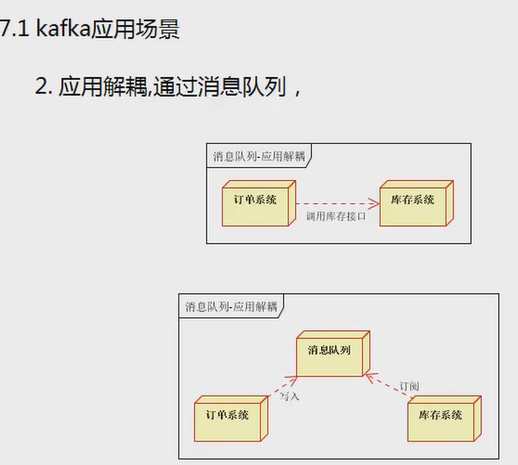 7.1 kafka应用场景
2. 应用解耦,通过消息队列，
消息队列-应用解耦
订单系统
库存系统
调用库存接口
消息队列-应用解耦
消息队列
写入
订阅
订单系统
库存系统